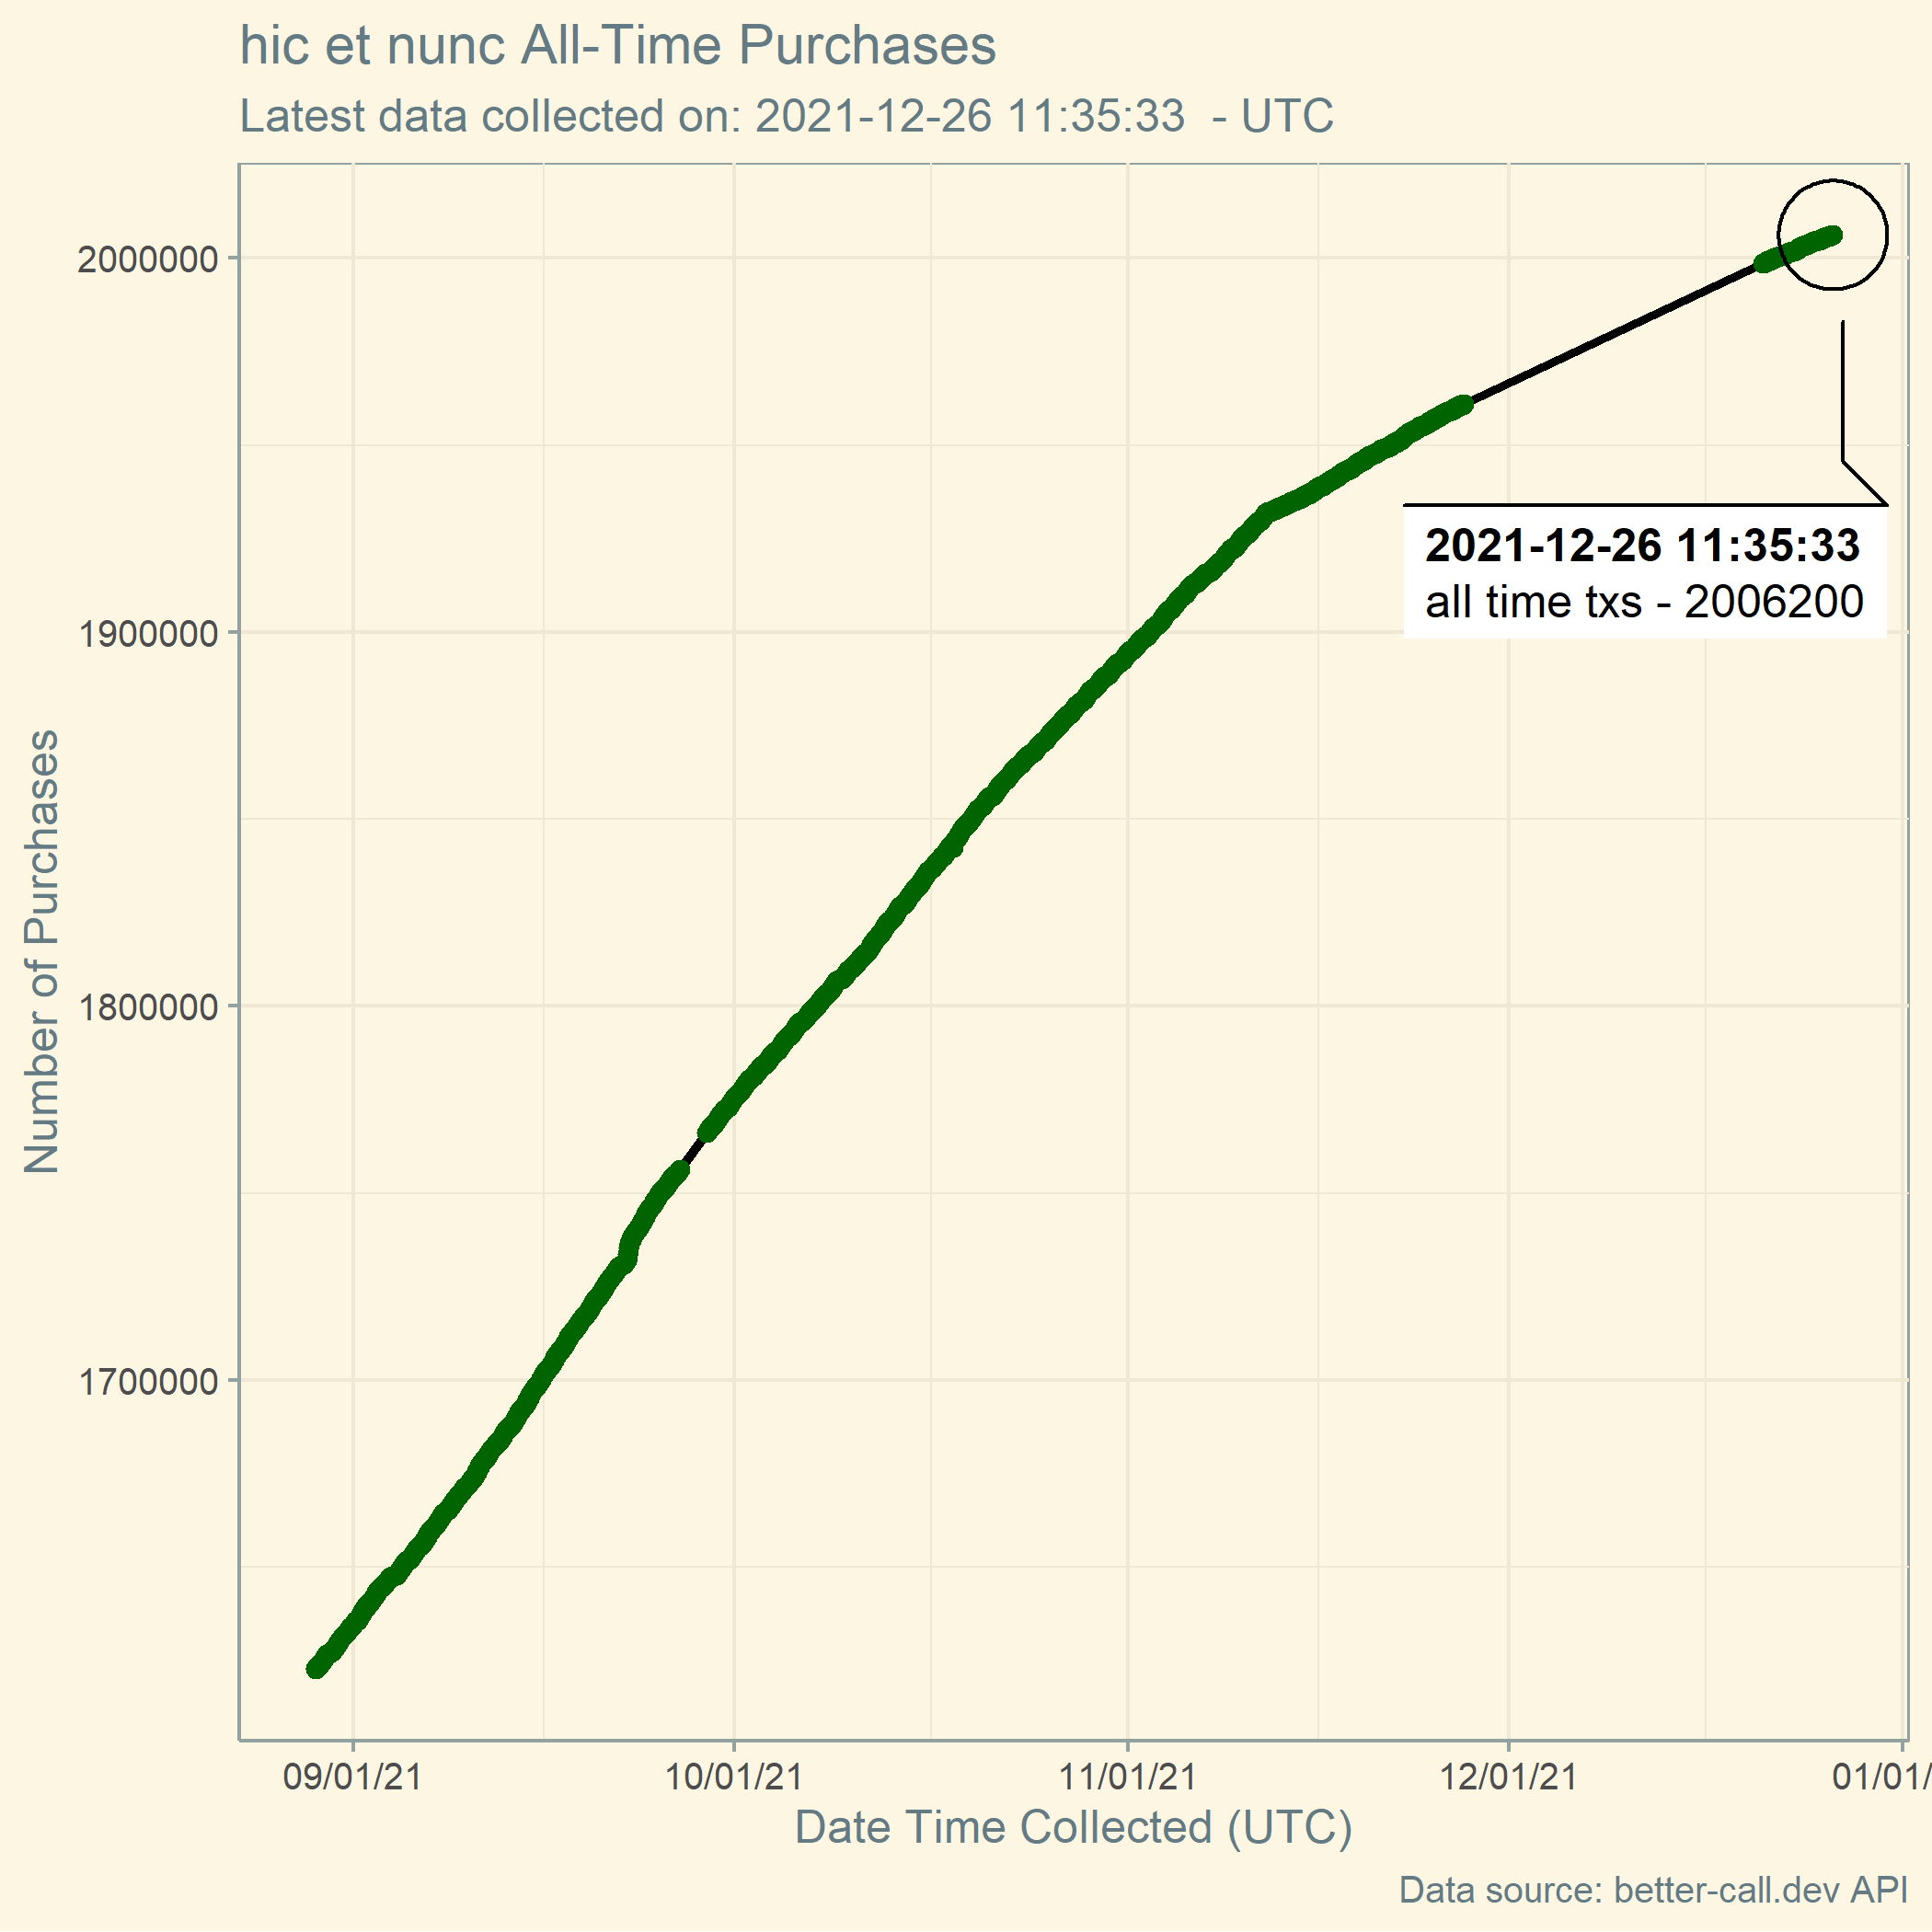 hic et nunc All-Time Purchases
Latest data collected on: 2021-12-26 11:35:33  - UTC
2000000
1900000
1800000
1700000
Number of Purchases
2021-12-26 11:35:33
all time txs - 2006200
09/01/21
10/01/21
11/01/21
12/01/21
01/01/
Date Time Collected (UTC)
Data source: better-call.dev API